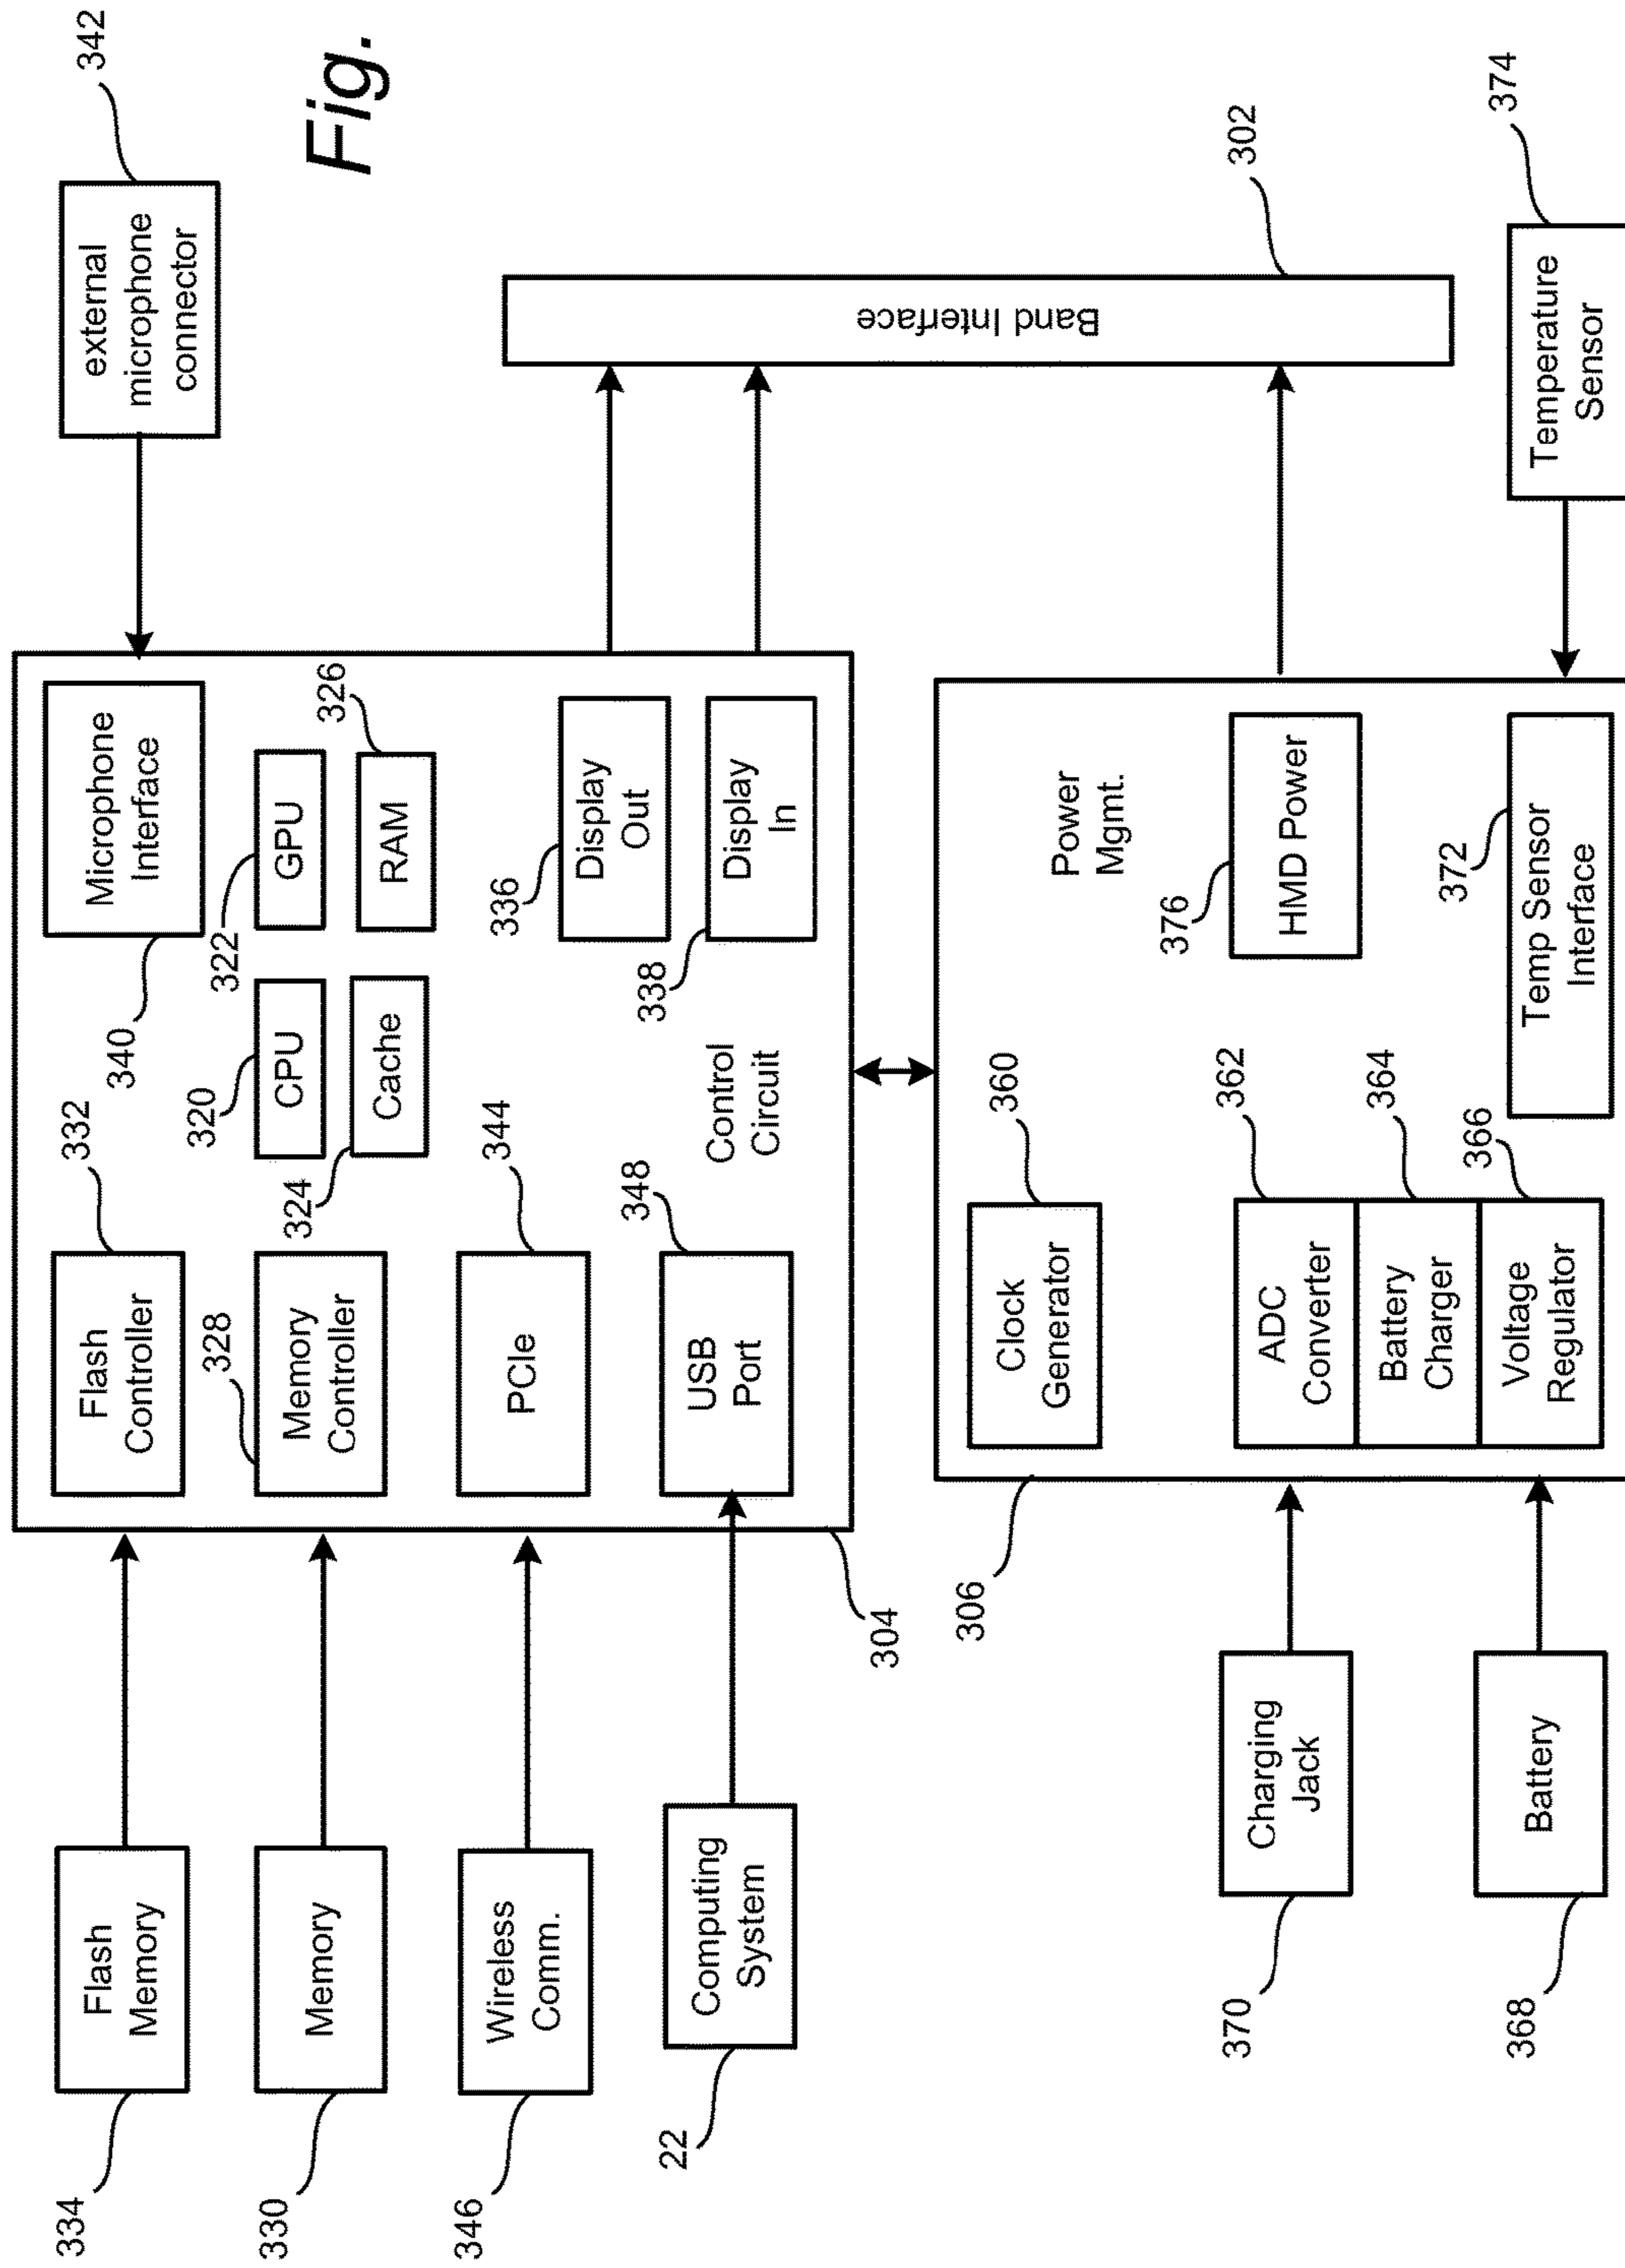 334
Flash
Memory
332
Flash
Controller
340
Microphone
Interface
external
microphone
connector
342
330
Memory
328
Memory
Controller
320
CPU
322
GPU
324
Cache
326
RAM
Fig.
346
Wireless
Comm.
344
PCIe
336
Display
Out
22
Computing
System
348
USB
Port
Control
Circuit
338
Display
In
304
Band Interface
302
306
360
Clock
Generator
Power
Mgmt.
370
Charging
Jack
362
ADC
Converter
376
HMD Power
364
Battery
Charger
368
Battery
366
Voltage
Regulator
372
Temp Sensor
Interface
Temperature
Sensor
374